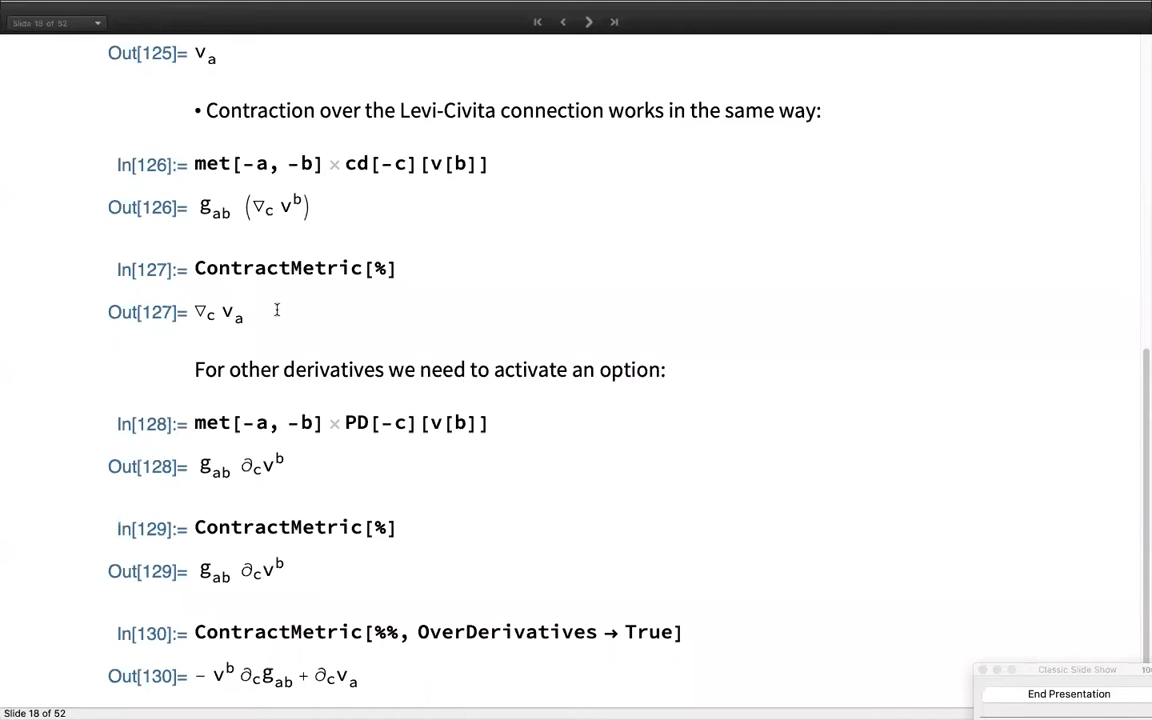 Slide 18 of 52
Out[125]= v_a
• Contraction over the Levi-Civita connection works in the same way:
In[126]:= met[-a, -b] × cd[-c][v[b]]
Out[126]= g_ab (∇_c v^b)
In[127]:= ContractMetric[%]
Out[127]= ∇_c v_a
For other derivatives we need to activate an option:
In[128]:= met[-a, -b] × PD[-c][v[b]]
Out[128]= g_ab ∂_c v^b
In[129]:= ContractMetric[%]
Out[129]= g_ab ∂_c v^b
In[130]:= ContractMetric[%%, OverDerivatives → True]
Out[130]= - v^b ∂_c g_ab + ∂_c v_a
Classic Slide Show
End Presentation
Slide 18 of 52